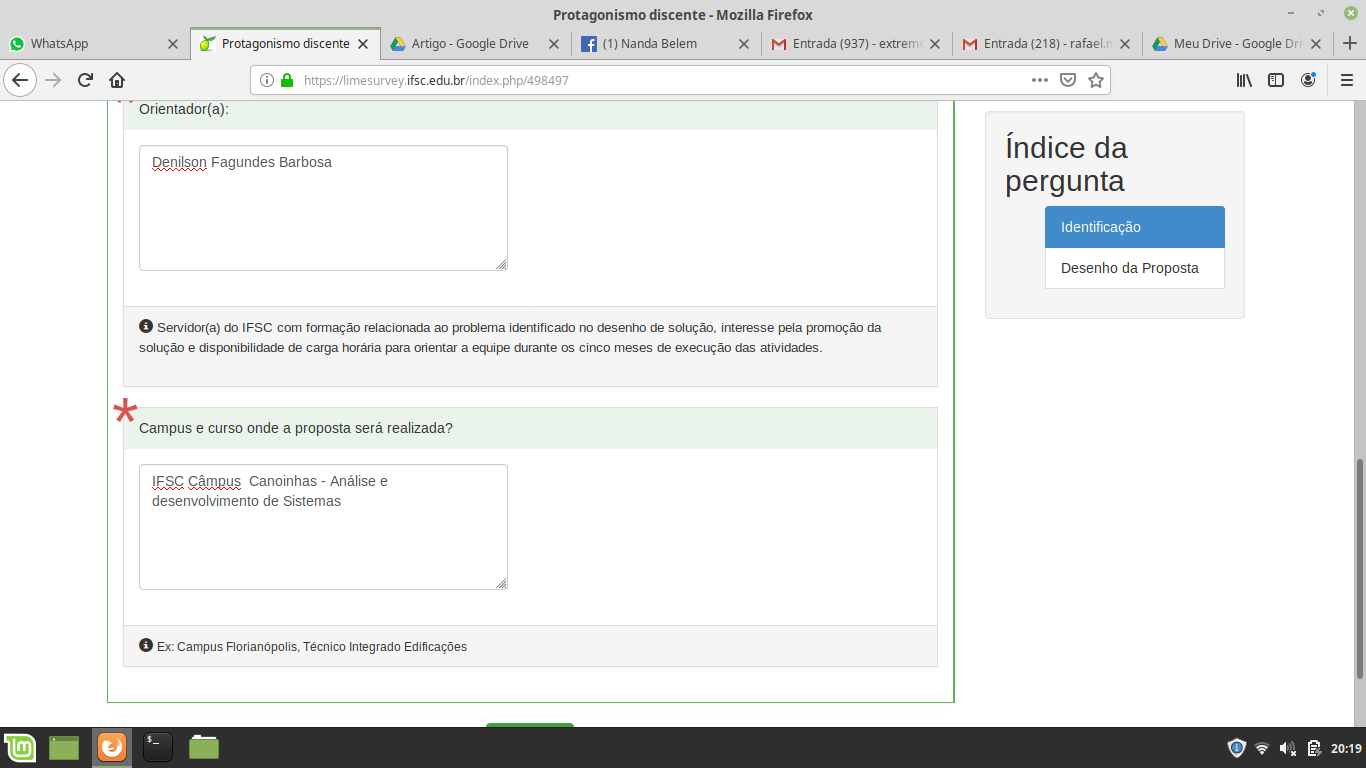 Protagonismo discente - Mozilla Firefox
WhatsApp
Protagonismo discente
Artigo - Google Drive
(1) Nanda Belem
Entrada (937) - extreme
Entrada (218) - rafael.n
Meu Drive - Google Dri
https://limesurvey.ifsc.edu.br/index.php/498497
Orientador(a):
Denilson Fagundes Barbosa
Servidor(a) do IFSC com formação relacionada ao problema identificado no desenho de solução, interesse pela promoção da
solução e disponibilidade de carga horária para orientar a equipe durante os cinco meses de execução das atividades.
*
Campus e curso onde a proposta será realizada?
IFSC Câmpus  Canoinhas - Análise e
desenvolvimento de Sistemas
Ex: Campus Florianópolis, Técnico Integrado Edificações
Índice da
pergunta
Identificação
Desenho da Proposta
20:19